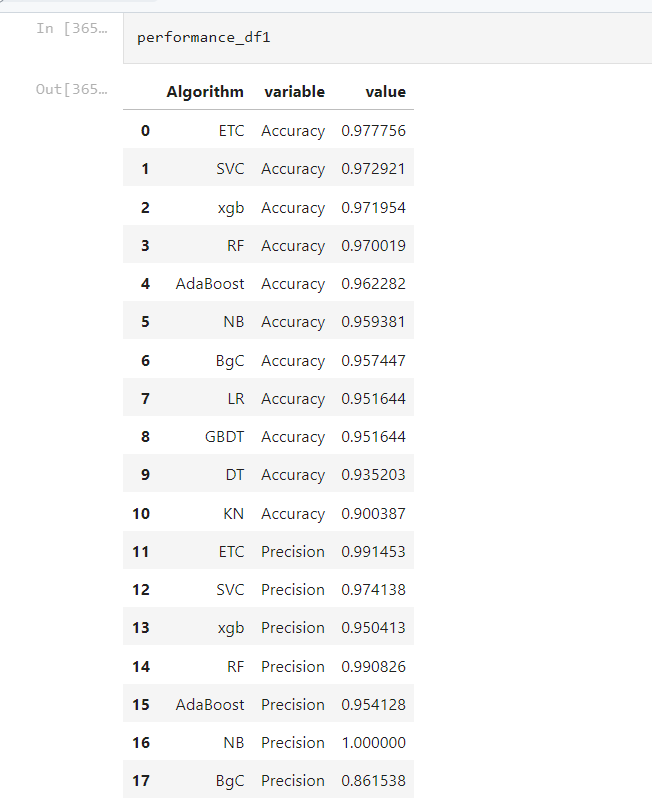 In [365…
performance_df1
Out[365…
Algorithm variable value
0 ETC Accuracy 0.977756
1 SVC Accuracy 0.972921
2 xgb Accuracy 0.971954
3 RF Accuracy 0.970019
4 AdaBoost Accuracy 0.962282
5 NB Accuracy 0.959381
6 BgC Accuracy 0.957447
7 LR Accuracy 0.951644
8 GBDT Accuracy 0.951644
9 DT Accuracy 0.935203
10 KN Accuracy 0.900387
11 ETC Precision 0.991453
12 SVC Precision 0.974138
13 xgb Precision 0.950413
14 RF Precision 0.990826
15 AdaBoost Precision 0.954128
16 NB Precision 1.000000
17 BgC Precision 0.861538